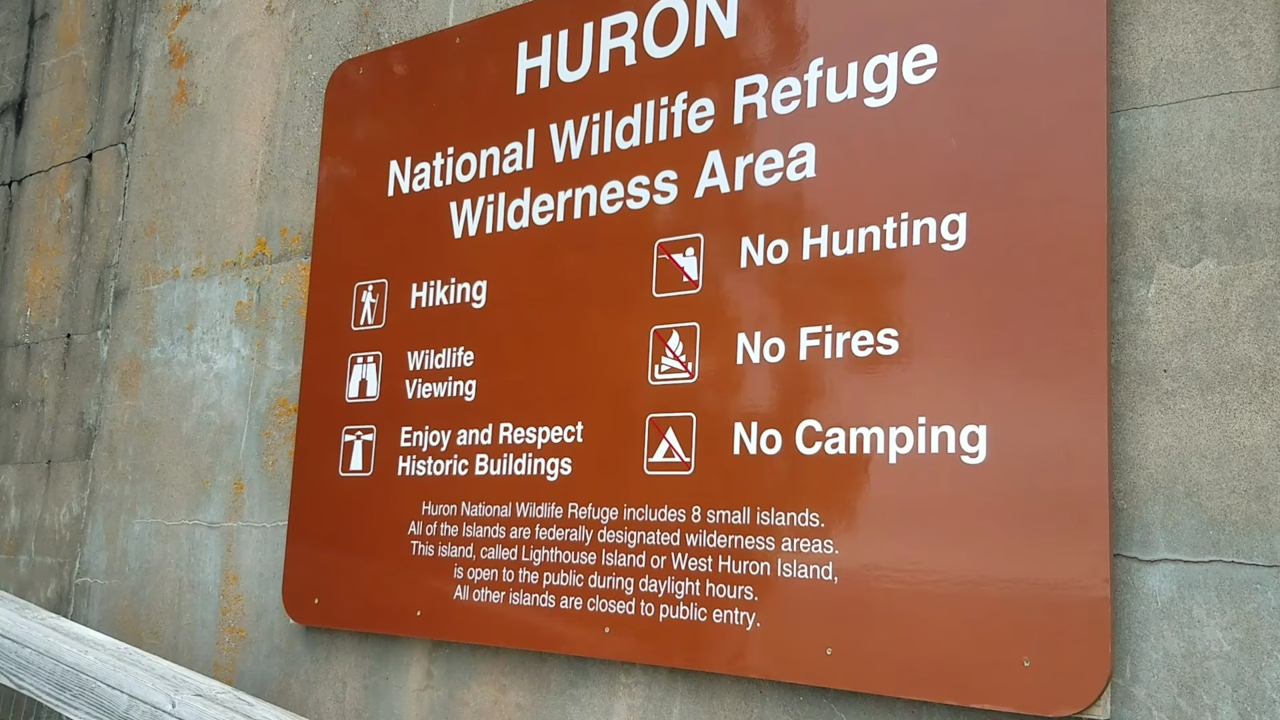 HURON
National Wildlife Refuge
Wilderness Area
Hiking
Wildlife
Viewing
Enjoy and Respect
Historic Buildings
No Hunting
No Fires
No Camping
Huron National Wildlife Refuge includes 8 small islands.
All of the Islands are federally designated wilderness areas.
This island, called Lighthouse Island or West Huron Island,
is open to the public during daylight hours.
All other islands are closed to public entry.